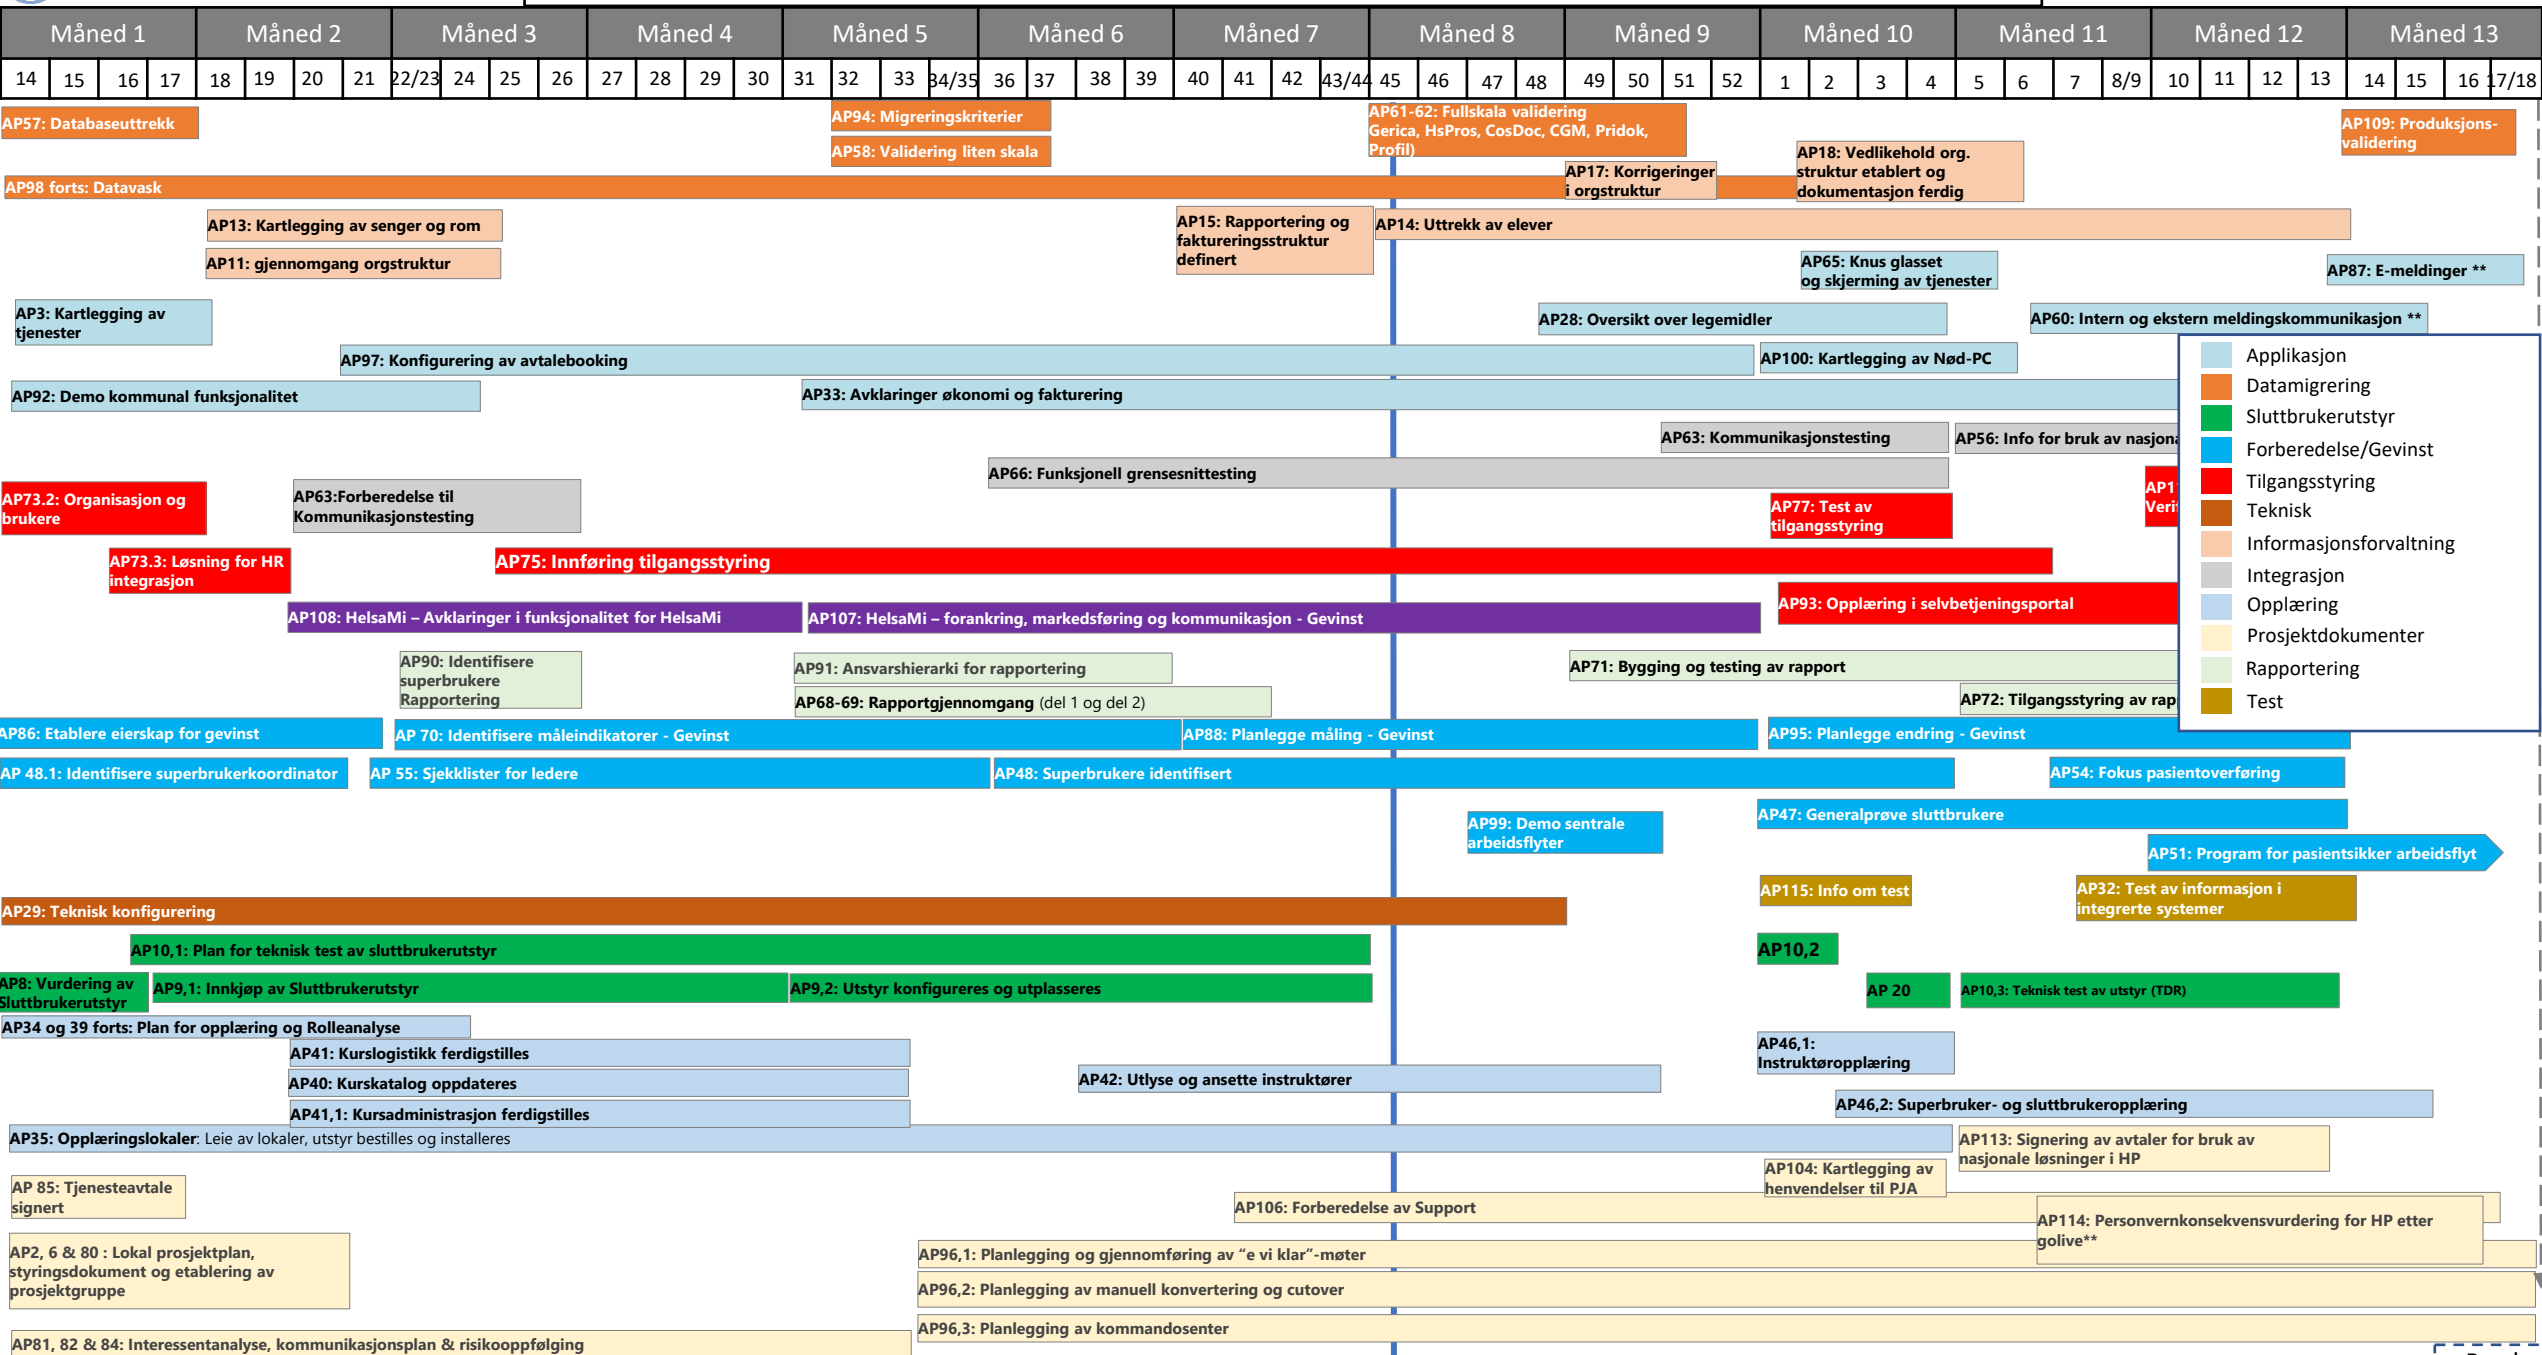 Måned 1 Måned 2 Måned 3 Måned 4 Måned 5 Måned 6 Måned 7 Måned 8 Måned 9 Måned 10 Måned 11 Måned 12 Måned 13
14 15 16 17 18 19 20 21 22/23 24 25 26 27 28 29 30 31 32 33 34/35 36 37 38 39 40 41 42 43/44 45 46 47 48 49 50 51 52 1 2 3 4 5 6 7 8/9 10 11 12 13 14 15 16 17/18
AP57: Databaseuttrekk
AP94: Migreringskriterier
AP58: Validering liten skala
AP61-62: Fullskala validering
Gerica, HsPros, CosDoc, CGM, Pridok,
Profil)
AP109: Produksjons-
validering
AP98 forts: Datavask
AP17: Korrigeringer
i orgstruktur
AP18: Vedlikehold org.
struktur etablert og
dokumentasjon ferdig
AP13: Kartlegging av senger og rom
AP11: gjennomgang orgstruktur
AP15: Rapportering og
faktureringsstruktur
definert
AP14: Uttrekk av elever
AP65: Knus glasset
og skjerming av tjenester
AP87: E-meldinger **
AP3: Kartlegging av
tjenester
AP28: Oversikt over legemidler
AP60: Intern og ekstern meldingskommunikasjon **
AP97: Konfigurering av avtalebooking
AP100: Kartlegging av Nød-PC
AP92: Demo kommunal funksjonalitet
AP33: Avklaringer økonomi og fakturering
AP63: Kommunikasjonstesting
AP56: Info for bruk av
AP66: Funksjonell grensesnittesting
AP73.2: Organisasjon og
brukere
AP63:Forberedelse til
Kommunikasjonstesting
AP77: Test av
tilgangsstyring
AP73.3: Løsning for HR
integrasjon
AP75: Innføring tilgangsstyring
AP108: HelsaMi – Avklaringer i funksjonalitet for HelsaMi
AP107: HelsaMi – forankring, markedsføring og kommunikasjon - Gevinst
AP93: Opplæring i selvbetjeningsportal
AP90: Identifisere
superbrukere
Rapportering
AP91: Ansvarshierarki for rapportering
AP68-69: Rapportgjennomgang (del 1 og del 2)
AP71: Bygging og testing av rapport
AP72: Tilgangsstyring av
AP86: Etablere eierskap for gevinst
AP 70: Identifisere måleindikatorer - Gevinst
AP88: Planlegge måling - Gevinst
AP95: Planlegge endring - Gevinst
AP 48.1: Identifisere superbrukerkoordinator
AP 55: Sjekklister for ledere
AP48: Superbrukere identifisert
AP54: Fokus pasientoverføring
AP99: Demo sentrale
arbeidsflyter
AP47: Generalprøve sluttbrukere
AP51: Program for pasientsikker arbeidsflyt
AP115: Info om test
AP32: Test av informasjon i
integrerte systemer
AP29: Teknisk konfigurering
AP10,1: Plan for teknisk test av sluttbrukerutstyr
AP10,2
AP8: Vurdering av
Sluttbrukerutstyr
AP9,1: Innkjøp av Sluttbrukerutstyr
AP9,2: Utstyr konfigureres og utplasseres
AP 20
AP10,3: Teknisk test av utstyr (TDR)
AP34 og 39 forts: Plan for opplæring og Rolleanalyse
AP41: Kurslogistikk ferdigstilles
AP40: Kurskatalog oppdateres
AP41,1: Kursadministrasjon ferdigstilles
AP42: Utlyse og ansette instruktører
AP46,1:
Instruktøropplæring
AP46,2: Superbruker- og sluttbrukeropplæring
AP35: Opplæringslokaler: Leie av lokaler, utstyr bestilles og installeres
AP113: Signering av avtaler for bruk av
nasjonale løsninger i HP
AP 85: Tjenesteavtale
signert
AP104: Kartlegging av
henvendelser til PJA
AP106: Forberedelse av Support
AP114: Personvernkonsekvensvurdering for HP etter
golive**
AP2, 6 & 80 : Lokal prosjektplan,
styringsdokument og etablering av
prosjektgruppe
AP96,1: Planlegging og gjennomføring av “e vi klar”-møter
AP96,2: Planlegging av manuell konvertering og cutover
AP96,3: Planlegging av kommandosenter
AP81, 82 & 84: Interessentanalyse, kommunikasjonsplan & risikooppfølging
Applikasjon
Datamigrering
Sluttbrukerutstyr
Forberedelse/Gevinst
Tilgangsstyring
Teknisk
Informasjonsforvaltning
Integrasjon
Opplæring
Prosjektdokumenter
Rapportering
Test